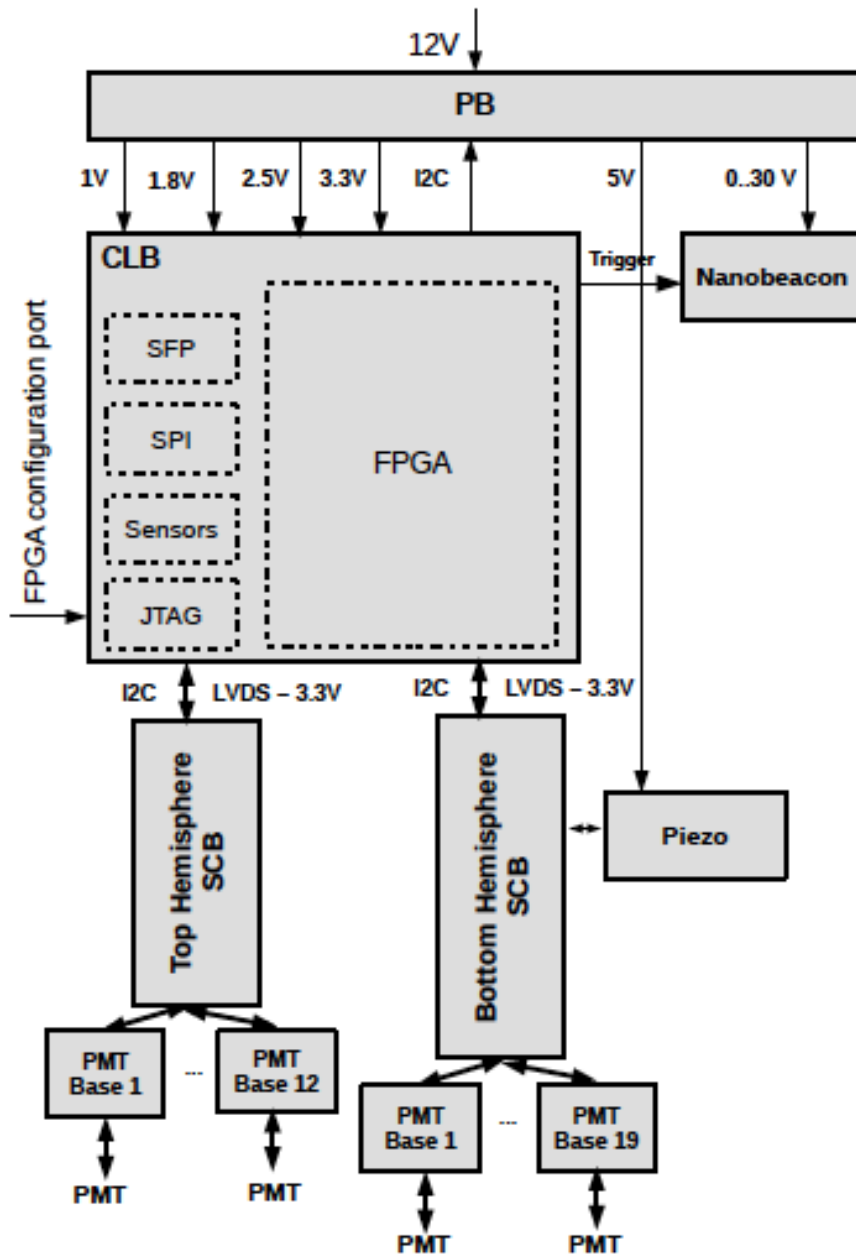 12V
PB
1V
1.8V
2.5V
3.3V
I2C
5V
0..30 V
CLB
Trigger
Nanobeacon
SFP
SPI
Sensors
JTAG
FPGA
FPGA configuration port
I2C
LVDS – 3.3V
I2C
LVDS – 3.3V
Top Hemisphere
SCB
Bottom Hemisphere
SCB
Piezo
PMT
Base 1
...
PMT
Base 12
PMT
Base 1
...
PMT
Base 19
PMT
PMT
PMT
PMT